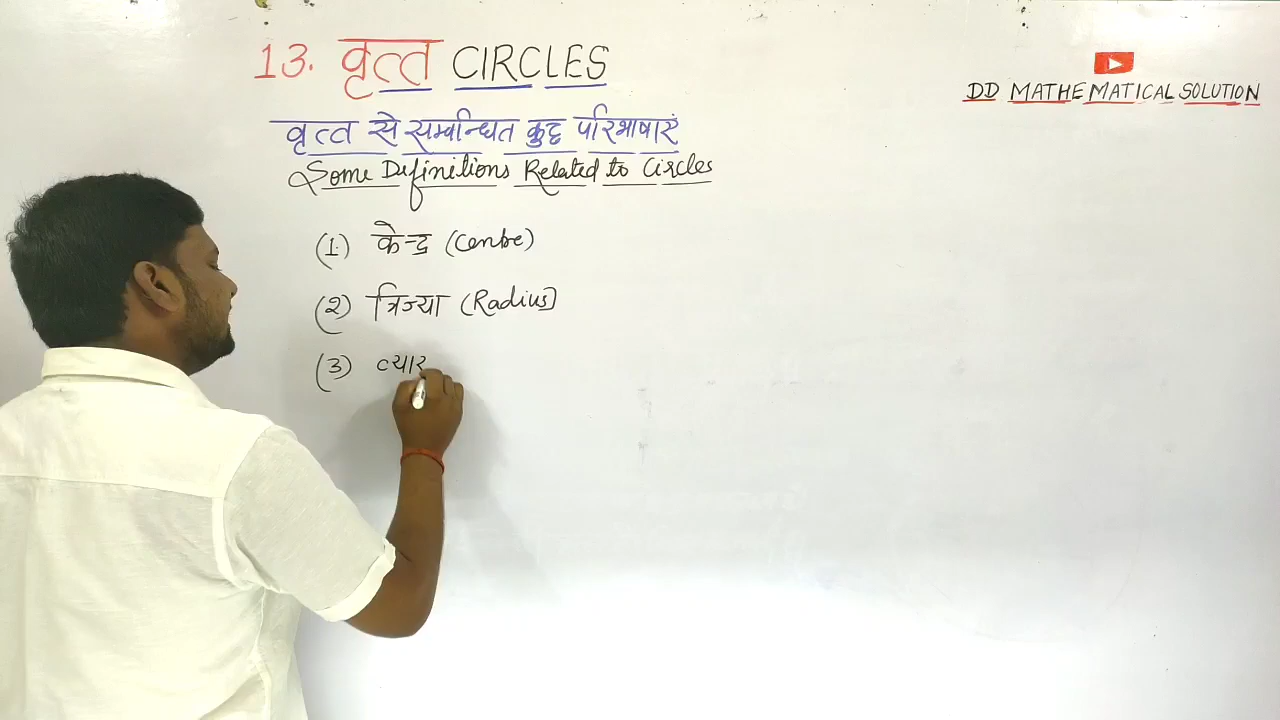 13. वृत्त CIRCLES
DD MATHEMATICAL SOLUTION
वृत्त से सम्बन्धित कुछ परिभाषाएं
Some Definitions Related to Circles
(1) केन्द्र (Centre)
(2) त्रिज्या (Radius)
(3)